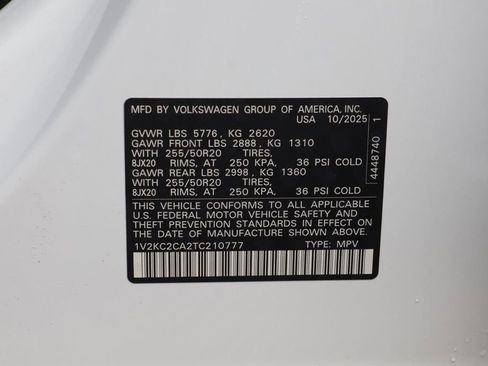 MFD BY VOLKSWAGEN GROUP OF AMERICA, INC.
USA 10/2025
GVWR LBS 5776, KG 2620
GAWR FRONT LBS 2888, KG 1310
WITH 255/50R20 TIRES,
8JX20 RIMS, AT 250 KPA, 36 PSI COLD
GAWR REAR LBS 2998, KG 1360
WITH 255/50R20 TIRES,
8JX20 RIMS, AT 250 KPA, 36 PSI COLD
THIS VEHICLE CONFORMS TO ALL APPLICABLE
U.S. FEDERAL MOTOR VEHICLE SAFETY AND
THEFT PREVENTION STANDARDS IN EFFECT ON
THE DATE OF MANUFACTURE SHOWN ABOVE.
1V2KC2CA2TC210777 TYPE: MPV
4448740 1